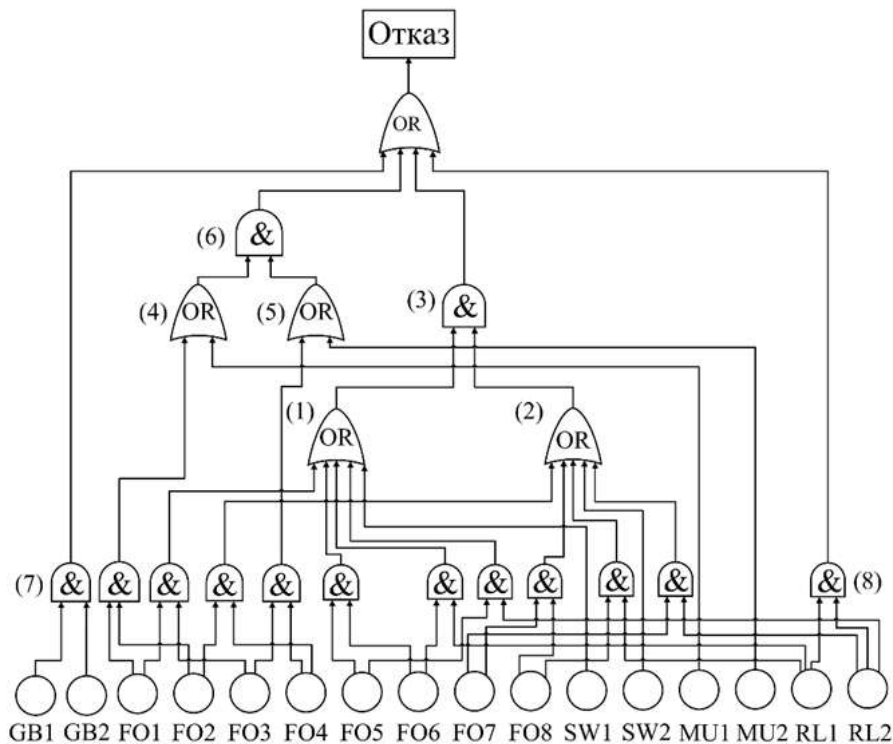 Отказ
OR
(6) &
(4) OR (5) OR (3) &
(1) OR (2) OR
(7) & & & & & & & & & & & & (8)
GB1 GB2 FO1 FO2 FO3 FO4 FO5 FO6 FO7 FO8 SW1 SW2 MU1 MU2 RL1 RL2